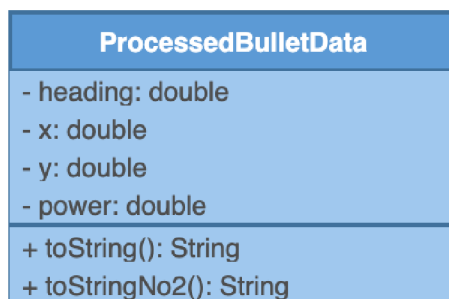 ProcessedBulletData
- heading: double
- x: double
- y: double
- power: double
+ toString(): String
+ toStringNo2(): String